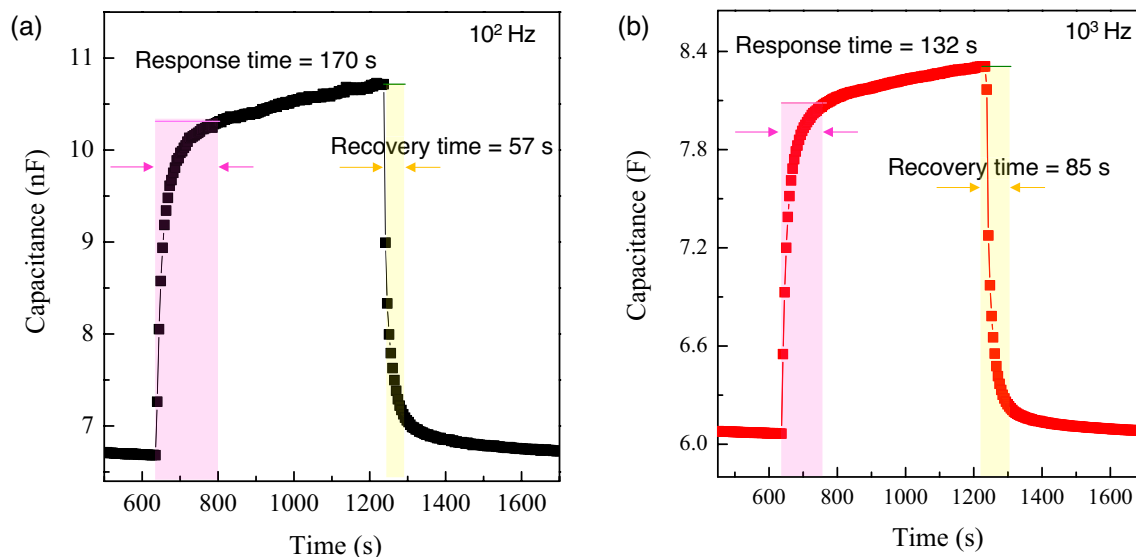 (a)
10² Hz
Response time = 170 s
Recovery time = 57 s
Capacitance (nF)
11
10
9
8
7
600 800 1000 1200 1400 1600
Time (s)
(b)
10³ Hz
Response time = 132 s
Recovery time = 85 s
Capacitance (F)
8.4
7.8
7.2
6.6
6.0
600 800 1000 1200 1400 1600
Time (s)